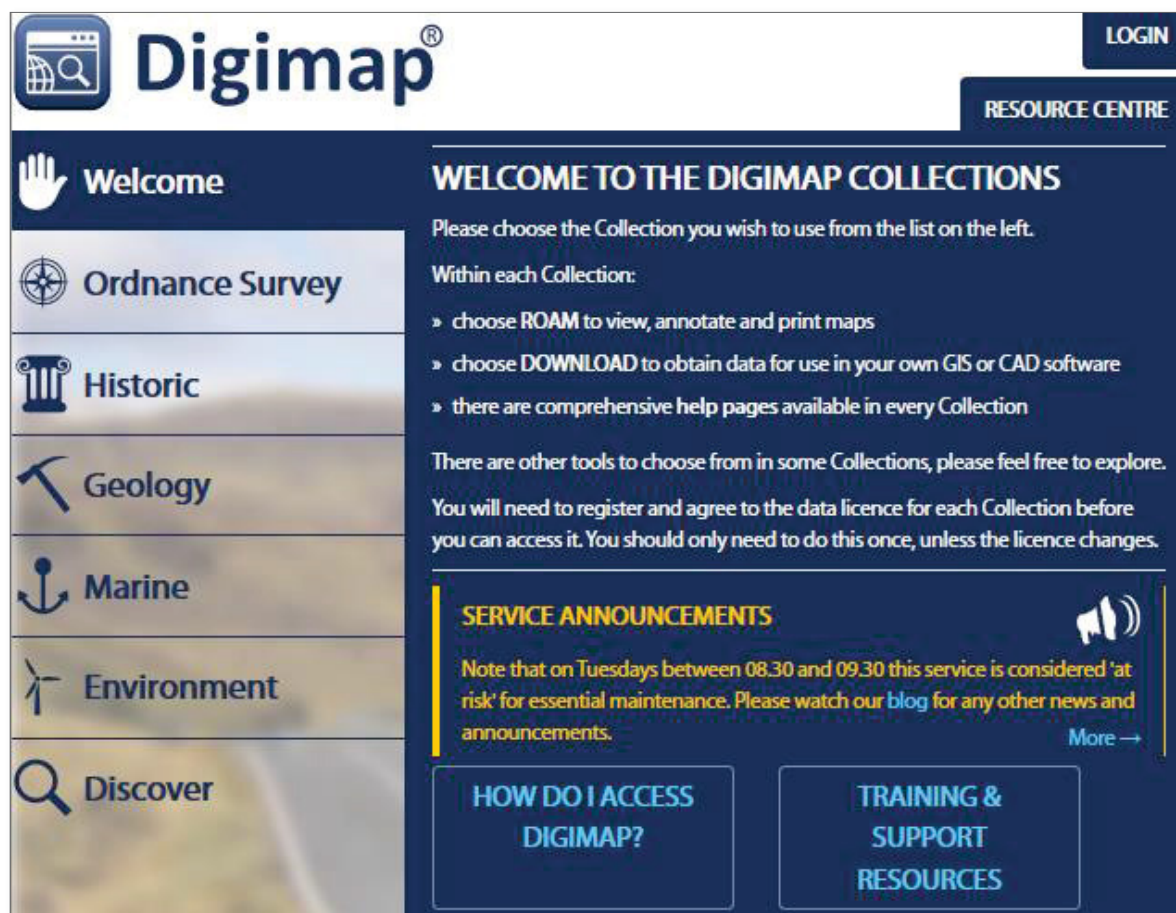 Digimap®
LOGIN
RESOURCE CENTRE
Welcome
Ordnance Survey
Historic
Geology
Marine
Environment
Discover
WELCOME TO THE DIGIMAP COLLECTIONS
Please choose the Collection you wish to use from the list on the left.
Within each Collection:
» choose ROAM to view, annotate and print maps
» choose DOWNLOAD to obtain data for use in your own GIS or CAD software
» there are comprehensive help pages available in every Collection
There are other tools to choose from in some Collections, please feel free to explore.
You will need to register and agree to the data licence for each Collection before
you can access it. You should only need to do this once, unless the licence changes.
SERVICE ANNOUNCEMENTS
Note that on Tuesdays between 08.30 and 09.30 this service is considered 'at
risk' for essential maintenance. Please watch our blog for any other news and
announcements.
More →
HOW DO I ACCESS
DIGIMAP?
TRAINING &
SUPPORT
RESOURCES